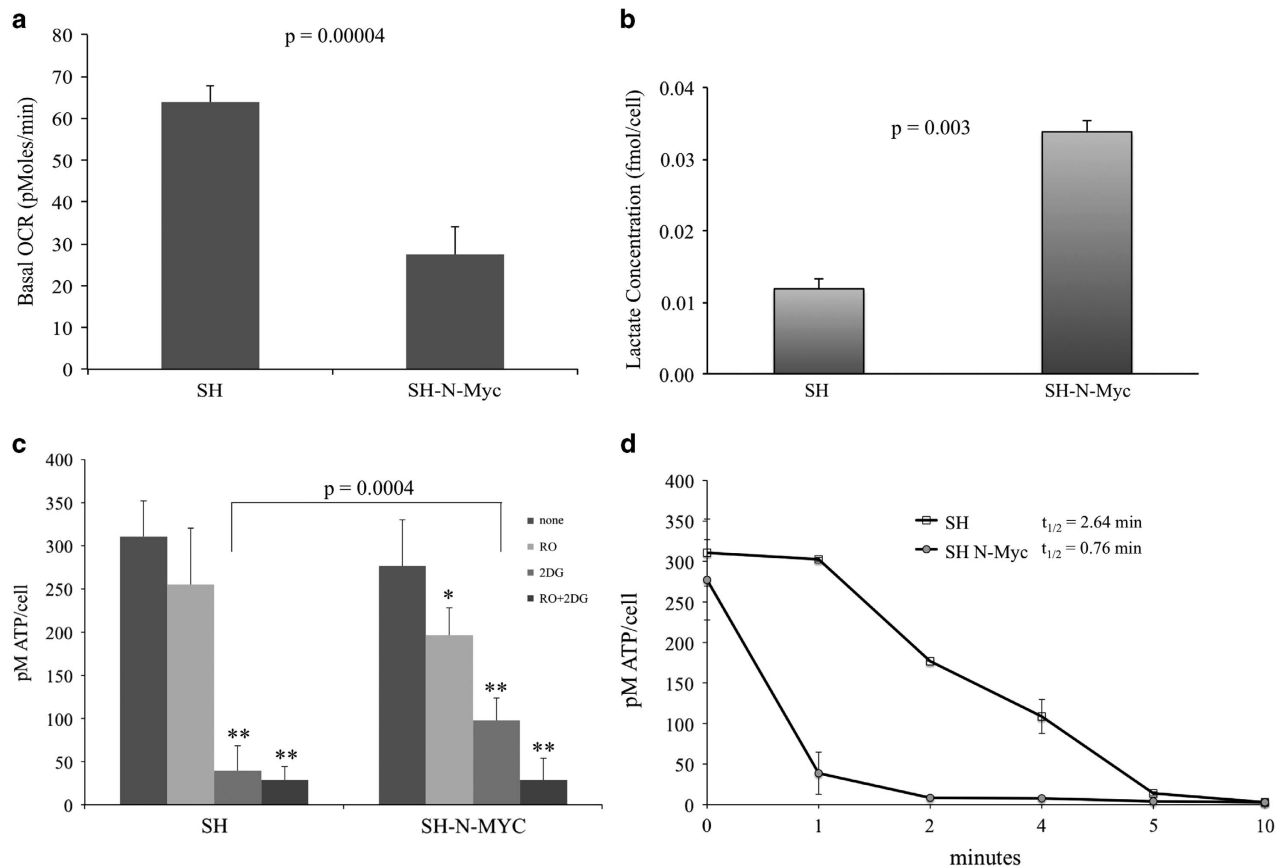 a
p = 0.00004
Basal OCR (pMoles/min)
80
70
60
50
40
30
20
10
0
SH
SH-N-Myc
b
p = 0.003
Lactate Concentration (fmol/cell)
0.04
0.03
0.02
0.01
0.00
SH
SH-N-Myc
c
p = 0.0004
pM ATP/cell
400
350
300
250
200
150
100
50
0
none
RO
2DG
RO+2DG
** **
* ** **
SH
SH-N-MYC
d
pM ATP/cell
400
350
300
250
200
150
100
50
0
SH t1/2 = 2.64 min
SH N-Myc t1/2 = 0.76 min
0 1 2 4 5 10
minutes